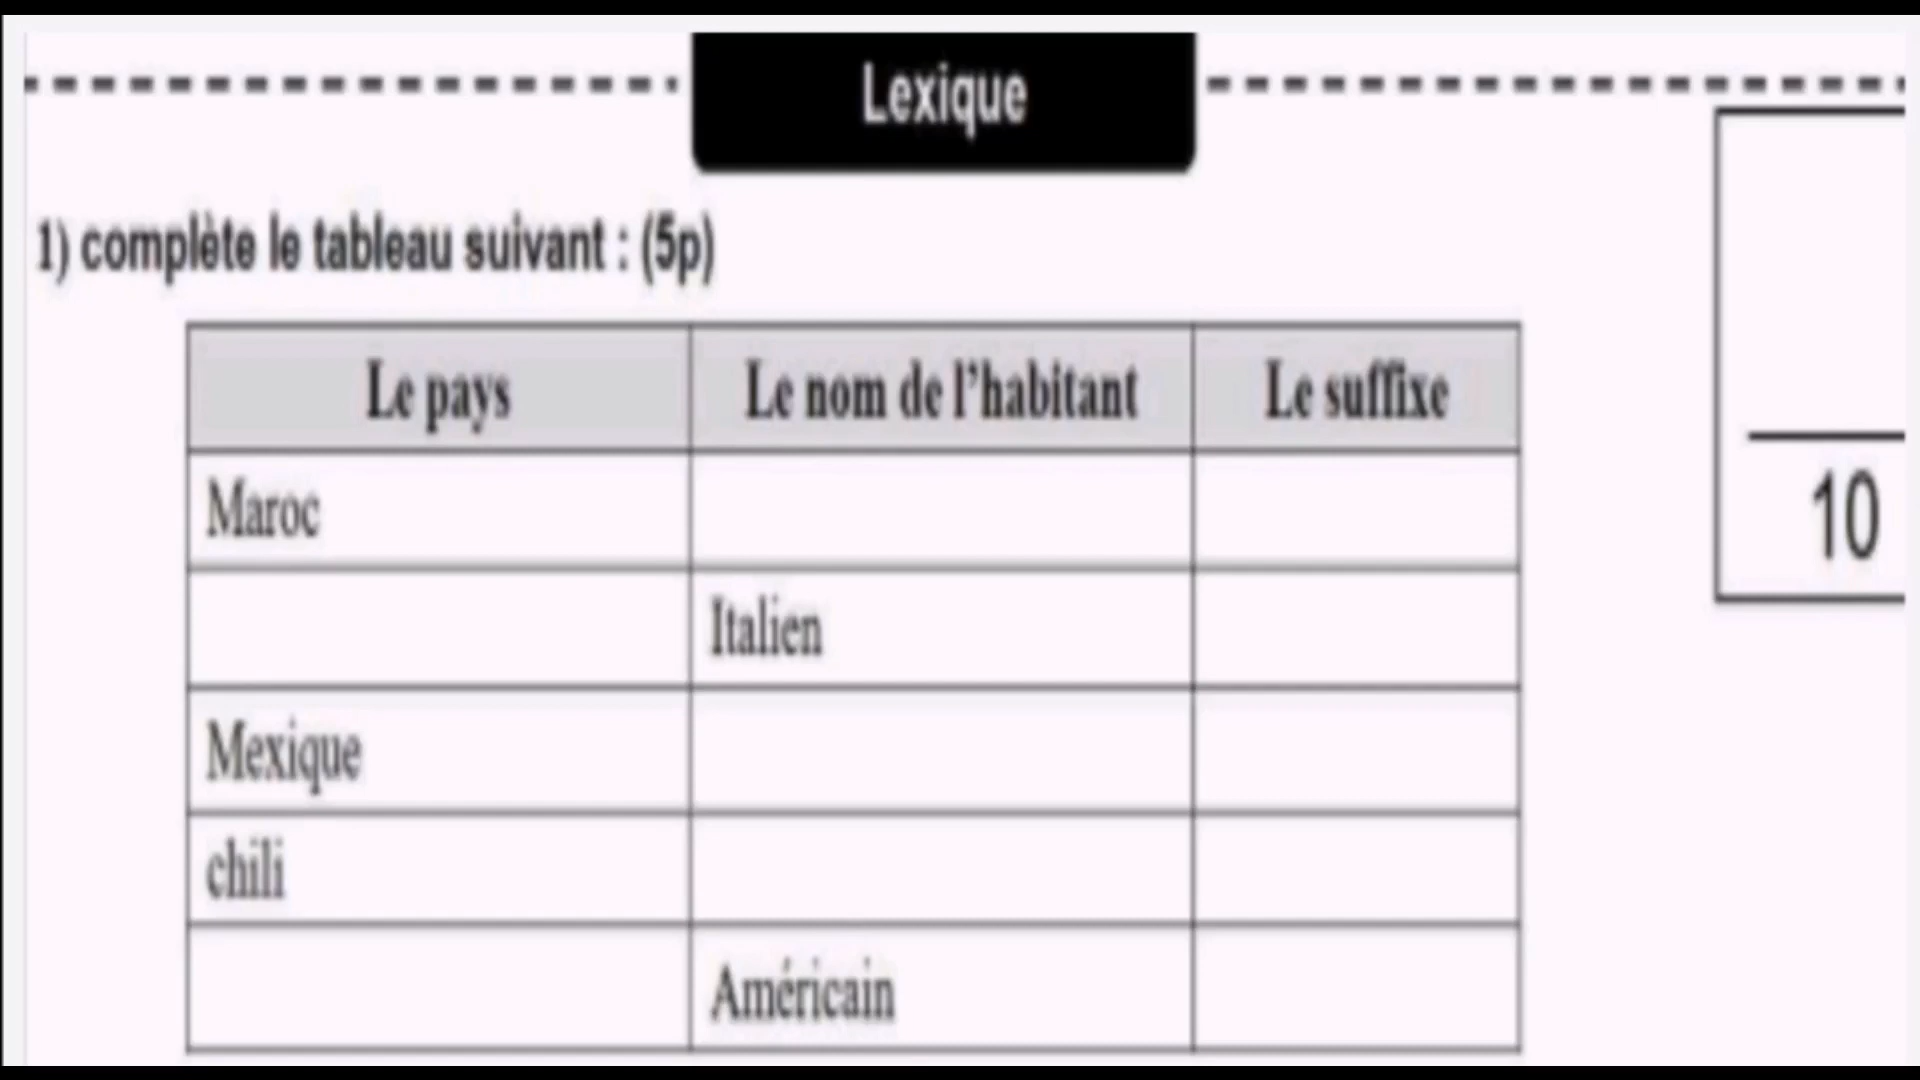 Lexique
1) complète le tableau suivant : (5p)
Le pays Le nom de l’habitant Le suffixe
Maroc
Italien
Mexique
chili
Américain
10